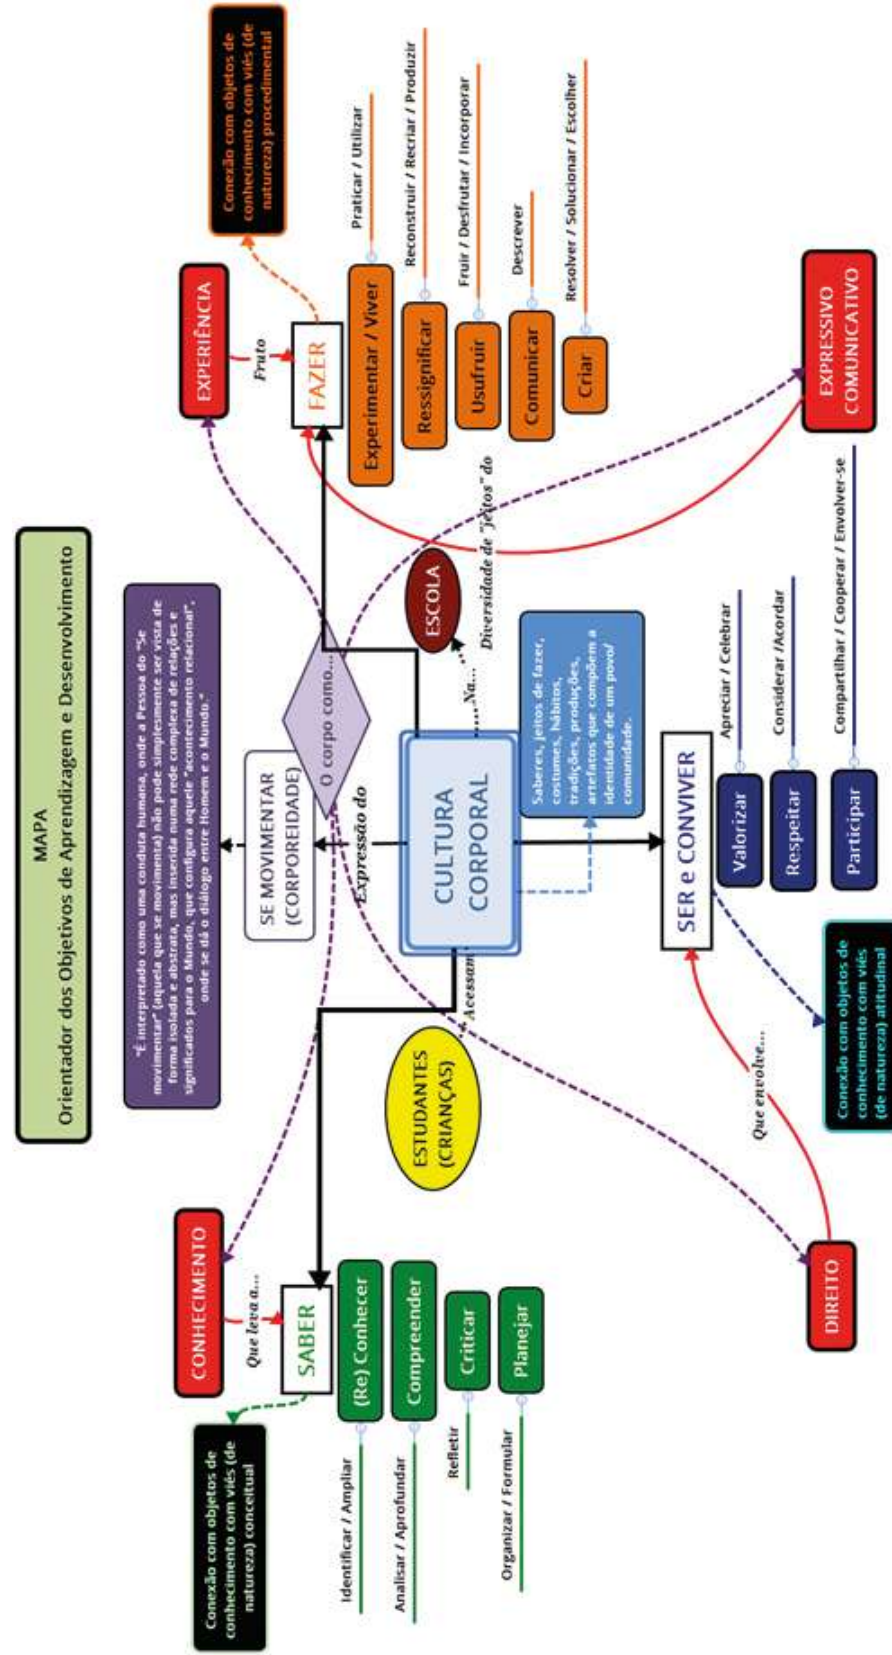 MAPA
Orientador dos Objetivos de Aprendizagem e Desenvolvimento
"É interpretado como uma conduta humana, onde a Pessoa do "Se
movimentar" (aquela que se movimenta) não pode simplesmente ser vista de
forma isolada e abstrata, mas inserida numa rede complexa de relações e
significados para o Mundo, que configura aquele "acontecimento relacional",
onde se dá o diálogo entre Homem e o Mundo."
CONHECIMENTO
EXPERIÊNCIA
Conexão com objetos de
conhecimento com viés (de
natureza) conceitual
Que leva a...
SABER
SE MOVIMENTAR
(CORPOREIDADE)
O corpo como...
Fruto
FAZER
Conexão com objetos de
conhecimento com viés (de
natureza) procedimental
Identificar / Ampliar
(Re) Conhecer
Analisar / Aprofundar
Compreender
Refletir
Criticar
Organizar / Formular
Planejar
Expressão do
ESTUDANTES
(CRIANÇAS)
Acessam
CULTURA
CORPORAL
Na...
ESCOLA
Diversidade de "jeitos" do
Experimentar / Viver
Praticar / Utilizar
Ressignificar
Reconstruir / Recriar / Produzir
Usufruir
Fruir / Desfrutar / Incorporar
Comunicar
Descrever
Criar
Resolver / Solucionar / Escolher
Saberes, jeitos de fazer,
costumes, hábitos,
tradições, produções,
artefatos que compõem a
identidade de um povo/
comunidade.
SER e CONVIVER
Valorizar
Apreciar / Celebrar
Respeitar
Considerar /Acordar
Participar
Compartilhar / Cooperar / Envolver-se
Que envolve...
DIREITO
Conexão com objetos de
conhecimento com viés
(de natureza) atitudinal
EXPRESSIVO
COMUNICATIVO